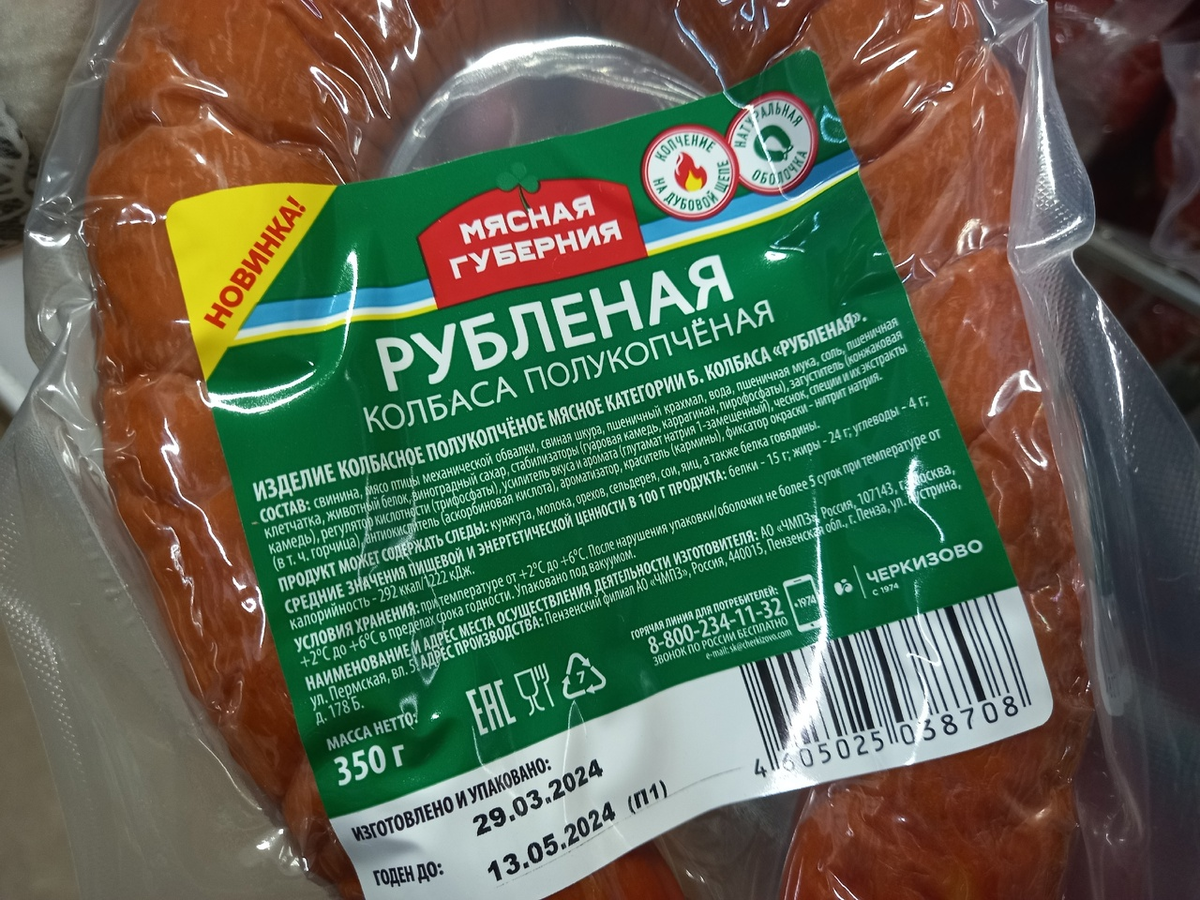 НОВИНКА!
МЯСНАЯ
ГУБЕРНИЯ
КОПЧЕНИЕ
НА ДУБОВОЙ ЩЕПЕ
НАТУРАЛЬНАЯ
ОБОЛОЧКА
РУБЛЕНАЯ
КОЛБАСА ПОЛУКОПЧЁНАЯ
ИЗДЕЛИЕ КОЛБАСНОЕ ПОЛУКОПЧЁНОЕ МЯСНОЕ КАТЕГОРИИ Б. КОЛБАСА «РУБЛЕНАЯ».
СОСТАВ: свинина, мясо птицы механической обвалки, свиная шкура, пшеничный крахмал, вода, пшеничная мука, соль, пшеничная
клетчатка, животный белок, виноградный сахар, стабилизаторы (гуаровая камедь, каррагинан, пирофосфаты), загуститель (конжаковая
камедь), регулятор кислотности (трифосфаты), усилитель вкуса и аромата (глутамат натрия 1-замещенный), чеснок, специи и их экстракты
(в т. ч. горчица), антиокислитель (аскорбиновая кислота), ароматизатор, краситель (кармины), фиксатор окраски - нитрит натрия.
ПРОДУКТ МОЖЕТ СОДЕРЖАТЬ СЛЕДЫ: кунжута, молока, орехов, сельдерея, сои, яиц, а также белка говядины.
СРЕДНИЕ ЗНАЧЕНИЯ ПИЩЕВОЙ И ЭНЕРГЕТИЧЕСКОЙ ЦЕННОСТИ В 100 Г ПРОДУКТА: белки - 15 г; жиры - 24 г; углеводы - 4 г;
калорийность - 292 ккал/1222 кДж.
УСЛОВИЯ ХРАНЕНИЯ: при температуре от +2°С до +6°С. После нарушения упаковки/оболочки не более 5 суток при температуре от
+2°С до +6°С в пределах срока годности. Упаковано под вакуумом.
НАИМЕНОВАНИЕ И АДРЕС МЕСТА ОСУЩЕСТВЛЕНИЯ ДЕЯТЕЛЬНОСТИ ИЗГОТОВИТЕЛЯ: АО «ЧМПЗ», Россия, 107143, г. Москва,
ул. Пермская, вл. 5. АДРЕС ПРОИЗВОДСТВА: Пензенский филиал АО «ЧМПЗ», Россия, 440015, Пензенская обл., г. Пенза, ул.
д. 178 Б.
ГОРЯЧАЯ ЛИНИЯ ДЛЯ ПОТРЕБИТЕЛЕЙ:
8-800-234-11-32
ЗВОНОК ПО РОССИИ БЕСПЛАТНО
e-mail: sk@cherkizovo.com
*1974
ЧЕРКИЗОВО
С 1974
МАССА НЕТТО:
350 г
EAC
7
ИЗГОТОВЛЕНО И УПАКОВАНО:
29.03.2024
ГОДЕН ДО:
13.05.2024 (П1)
4 605025 038708